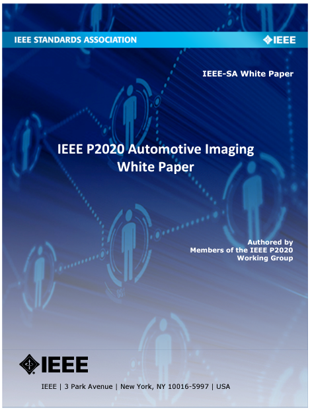 IEEE STANDARDS ASSOCIATION
IEEE
IEEE-SA White Paper
IEEE P2020 Automotive Imaging
White Paper
Authored by
Members of the IEEE P2020
Working Group
IEEE
IEEE | 3 Park Avenue | New York, NY 10016-5997 | USA